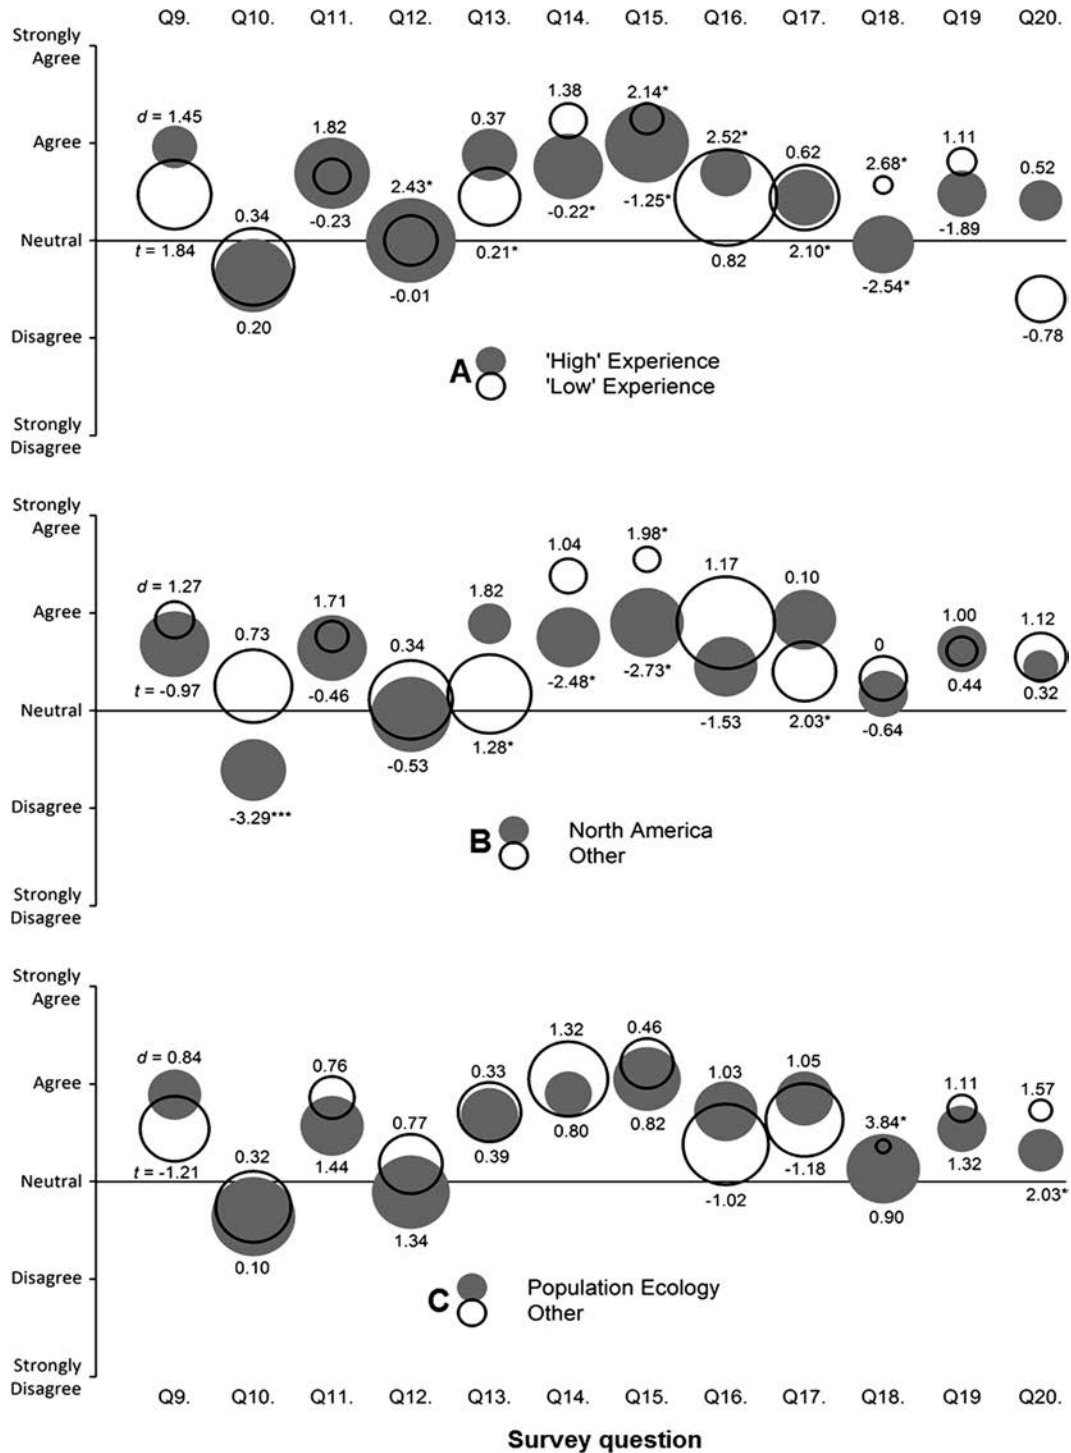 Q9. Q10. Q11. Q12. Q13. Q14. Q15. Q16. Q17. Q18. Q19 Q20.
Strongly
Agree
1.38 2.14*
d = 1.45 1.82 0.37 2.52* 0.62 2.68* 1.11 0.52
Agree
0.34 2.43*
-0.23 -0.22* -1.25* -1.89
Neutral
t = 1.84 0.21* 0.82 2.10* -2.54*
0.20 -0.01
Disagree
-0.78
A 'High' Experience
'Low' Experience
Strongly
Disagree
Strongly
Agree
1.04 1.98*
d = 1.27 1.71 1.82 1.17 0.10 1.00 1.12
Agree
0.73 0.34 0
t = -0.97 -0.46 -2.48* -2.73* 0.44 0.32
Neutral
-0.53 1.28* -1.53 2.03* -0.64
Disagree
-3.29***
B North America
Other
Strongly
Disagree
Strongly
Agree
d = 0.84 0.76 0.33 1.32 0.46 1.03 1.05 1.11 1.57
Agree
0.32 0.77 0.80 0.82 3.84*
t = -1.21 1.44 0.39 -1.18 1.32
Neutral
-1.02 2.03*
0.10 1.34 0.90
Disagree
C Population Ecology
Other
Strongly
Disagree
Q9. Q10. Q11. Q12. Q13. Q14. Q15. Q16. Q17. Q18. Q19 Q20.
Survey question